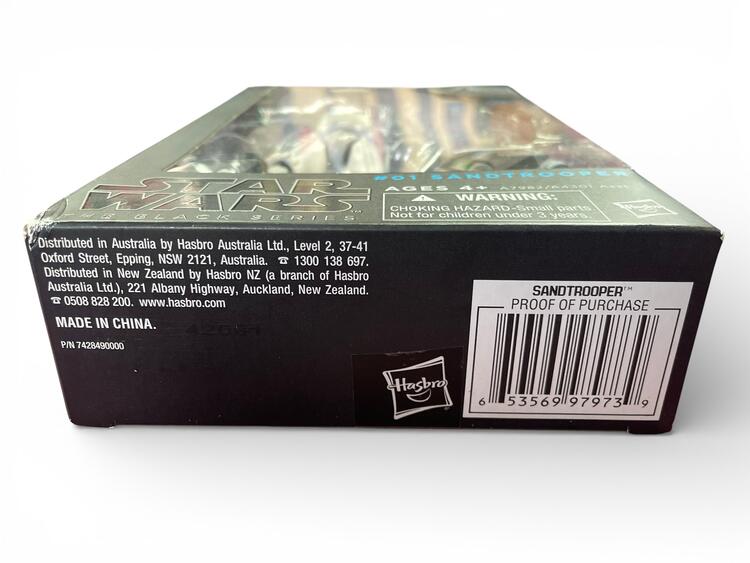 #01 SANDTROOPER
STAR
WARS™
THE BLACK SERIES
AGES 4+ A7982/A4301 Asst.
WARNING:
CHOKING HAZARD-Small parts
Not for children under 3 years.
Hasbro
Distributed in Australia by Hasbro Australia Ltd., Level 2, 37-41
Oxford Street, Epping, NSW 2121, Australia. ☎ 1300 138 697.
Distributed in New Zealand by Hasbro NZ (a branch of Hasbro
Australia Ltd.), 221 Albany Highway, Auckland, New Zealand.
☎ 0508 828 200. www.hasbro.com
MADE IN CHINA.
P/N 7428490000
Hasbro
SANDTROOPER™
PROOF OF PURCHASE
6 53569 97973 9